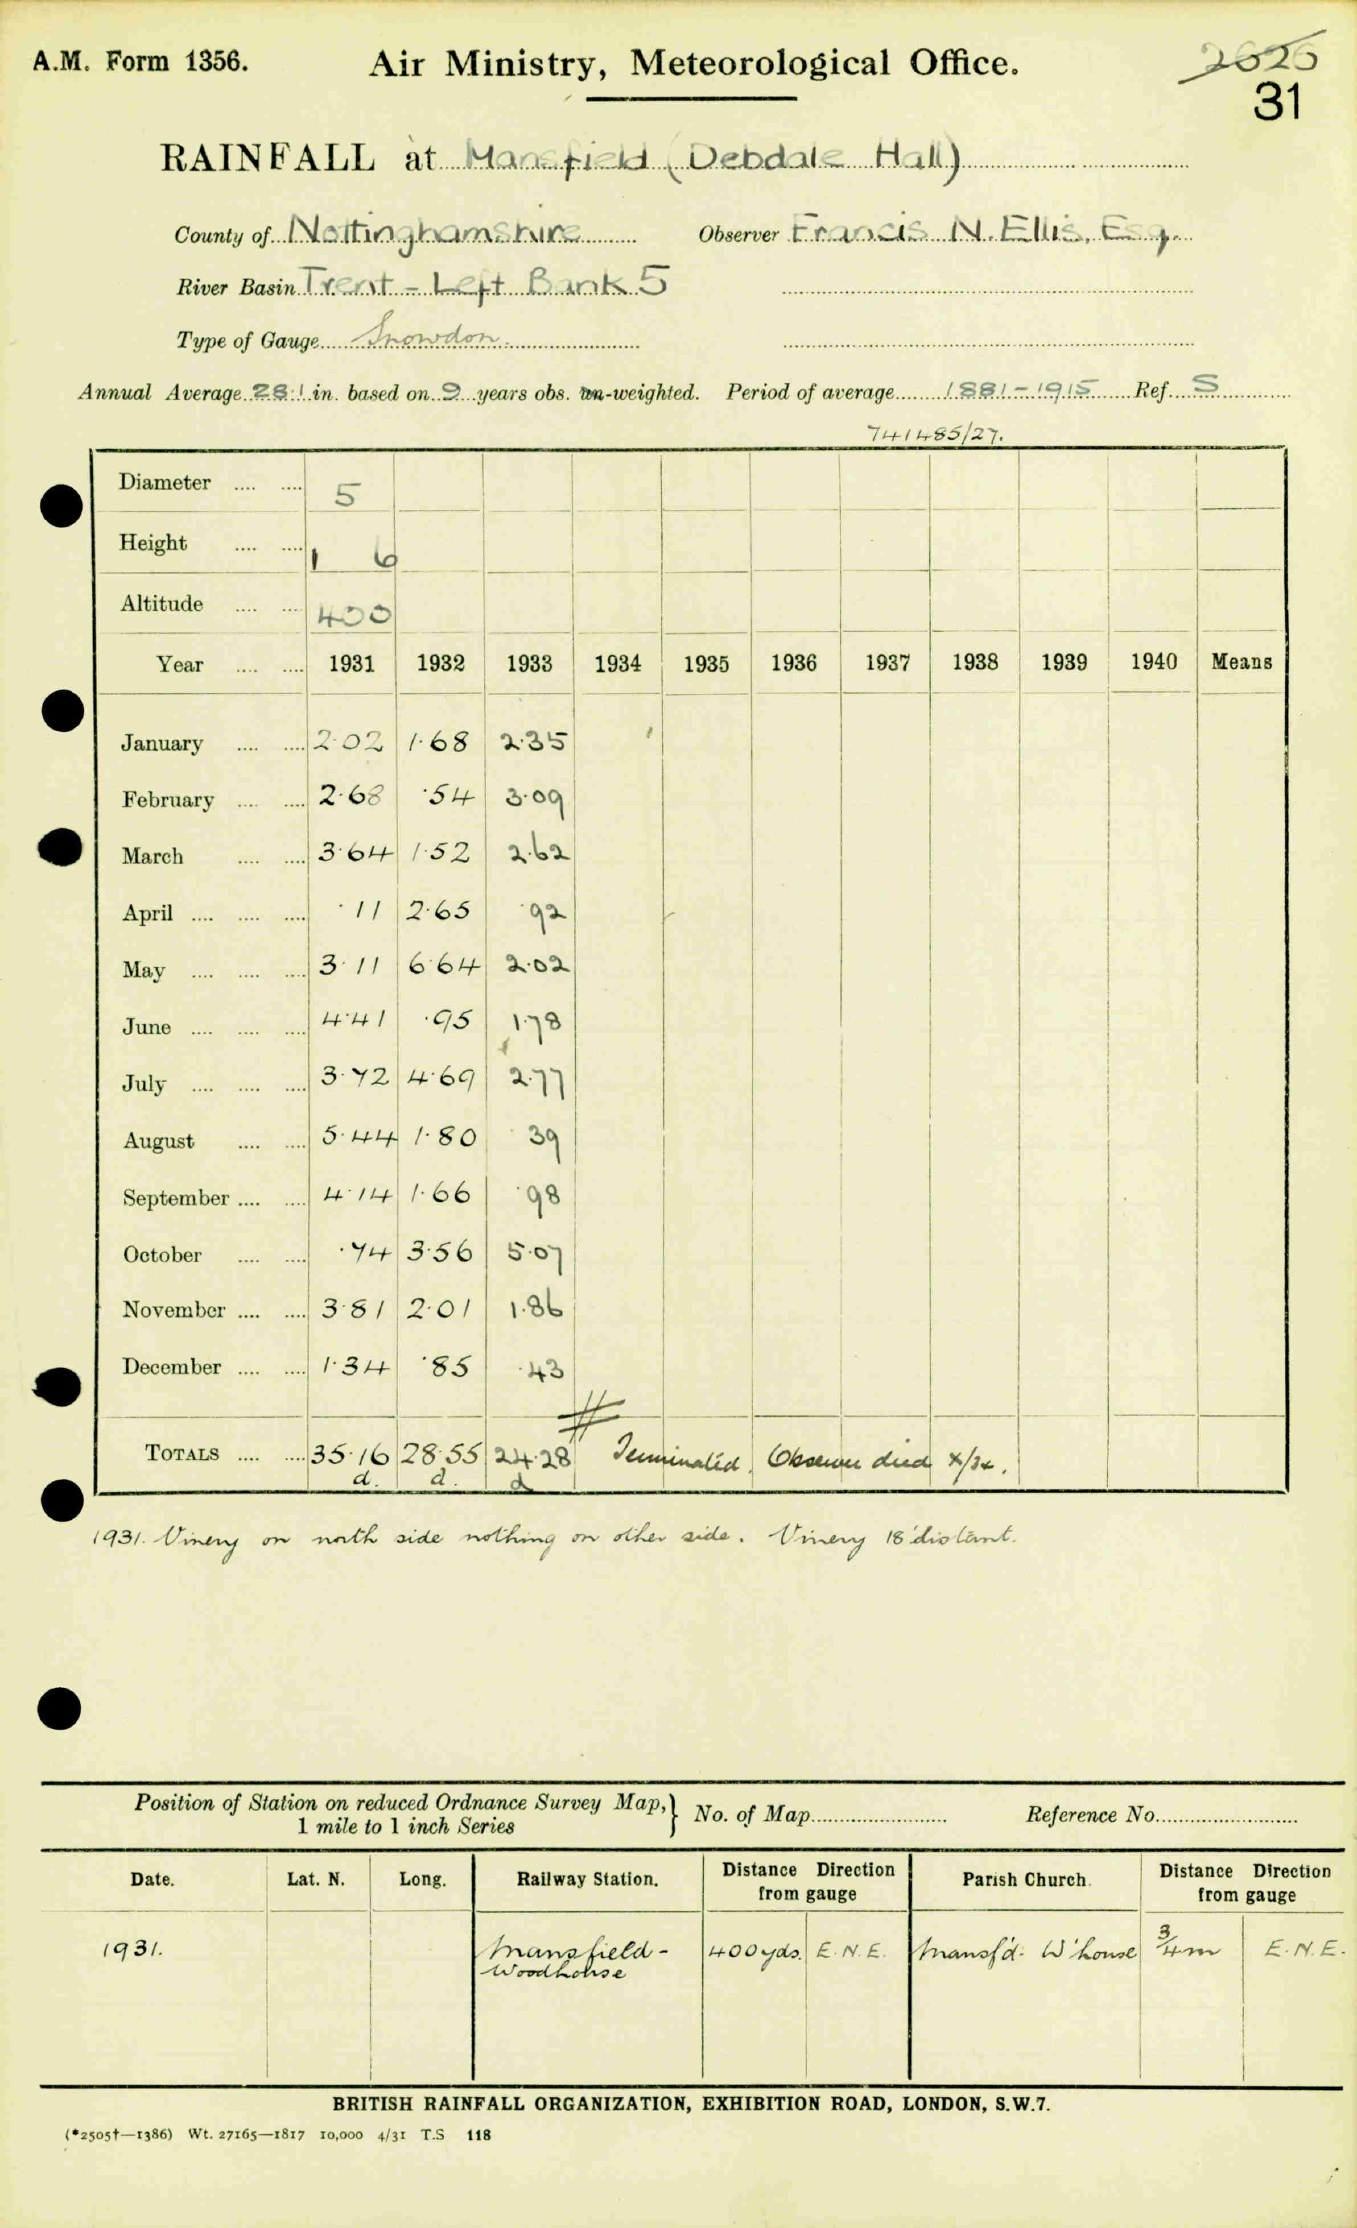 A.M. Form 1356.
Air Ministry, Meteorological Office.
2626
31
RAINFALL at Mansfield (Debdale Hall)
County of Nottinghamshire Observer Francis N. Ellis, Esq.
River Basin Trent - Left Bank 5
Type of Gauge Snowdon.
Annual Average 28.1 in. based on 9 years obs. un-weighted. Period of average 1881-1915 Ref. S
741485/27.
Diameter .... .... 5
Height .... .... 1 6
Altitude .... .... 400
Year .... .... 1931 1932 1933 1934 1935 1936 1937 1938 1939 1940 Means
January .... .... 2.02 1.68 2.35
February .... .... 2.68 .54 3.09
March .... .... 3.64 1.52 2.62
April .... .... .... .11 2.65 .92
May .... .... .... 3.11 6.64 2.02
June .... .... .... 4.41 .95 1.78
July .... .... .... 3.72 4.69 2.77
August .... .... 5.44 1.80 .39
September .... .... 4.14 1.66 .98
October .... .... .74 3.56 5.07
November .... .... 3.81 2.01 1.86
December .... .... 1.34 .85 .43
TOTALS .... .... 35.16 28.55 24.28 Terminated. Observer died x/34.
d. d. d
1931. Vinery on north side nothing on other side. Vinery 18' distant.
Position of Station on reduced Ordnance Survey Map,} No. of Map Reference No.
1 mile to 1 inch Series
Date. Lat. N. Long. Railway Station. Distance Direction from gauge Parish Church. Distance Direction from gauge
1931. Mansfield - Woodhouse 400 yds. E.N.E. Mansf'd. W'house 3/4 m E.N.E.
BRITISH RAINFALL ORGANIZATION, EXHIBITION ROAD, LONDON, S.W.7.
(*2505†—1386) Wt. 27165—1817 10,000 4/31 T.S 118